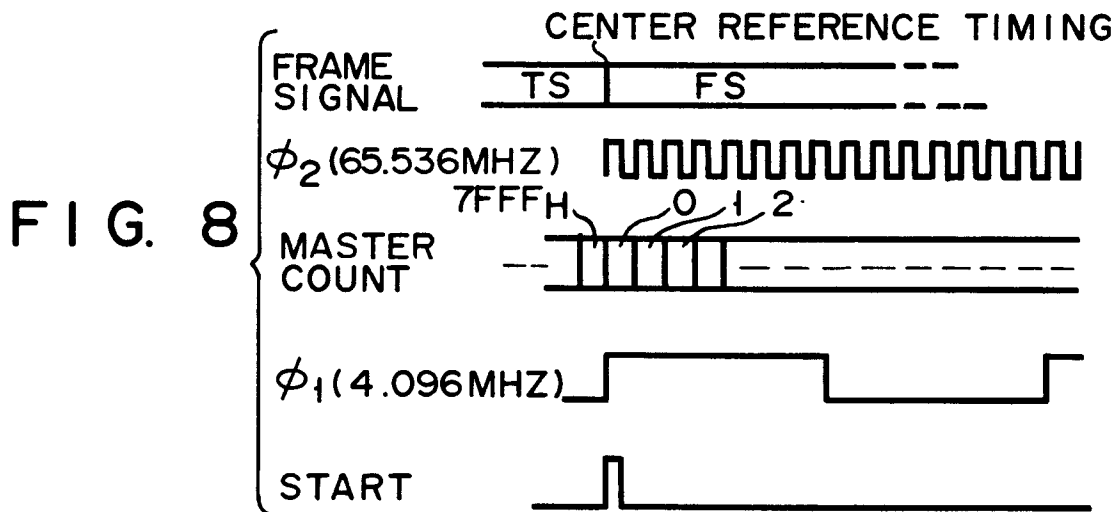 CENTER REFERENCE TIMING
FRAME
SIGNAL
TS FS
ϕ2 (65.536MHZ)
7FFFH 0 1 2
FIG. 8
MASTER
COUNT
ϕ1 (4.096MHZ)
START